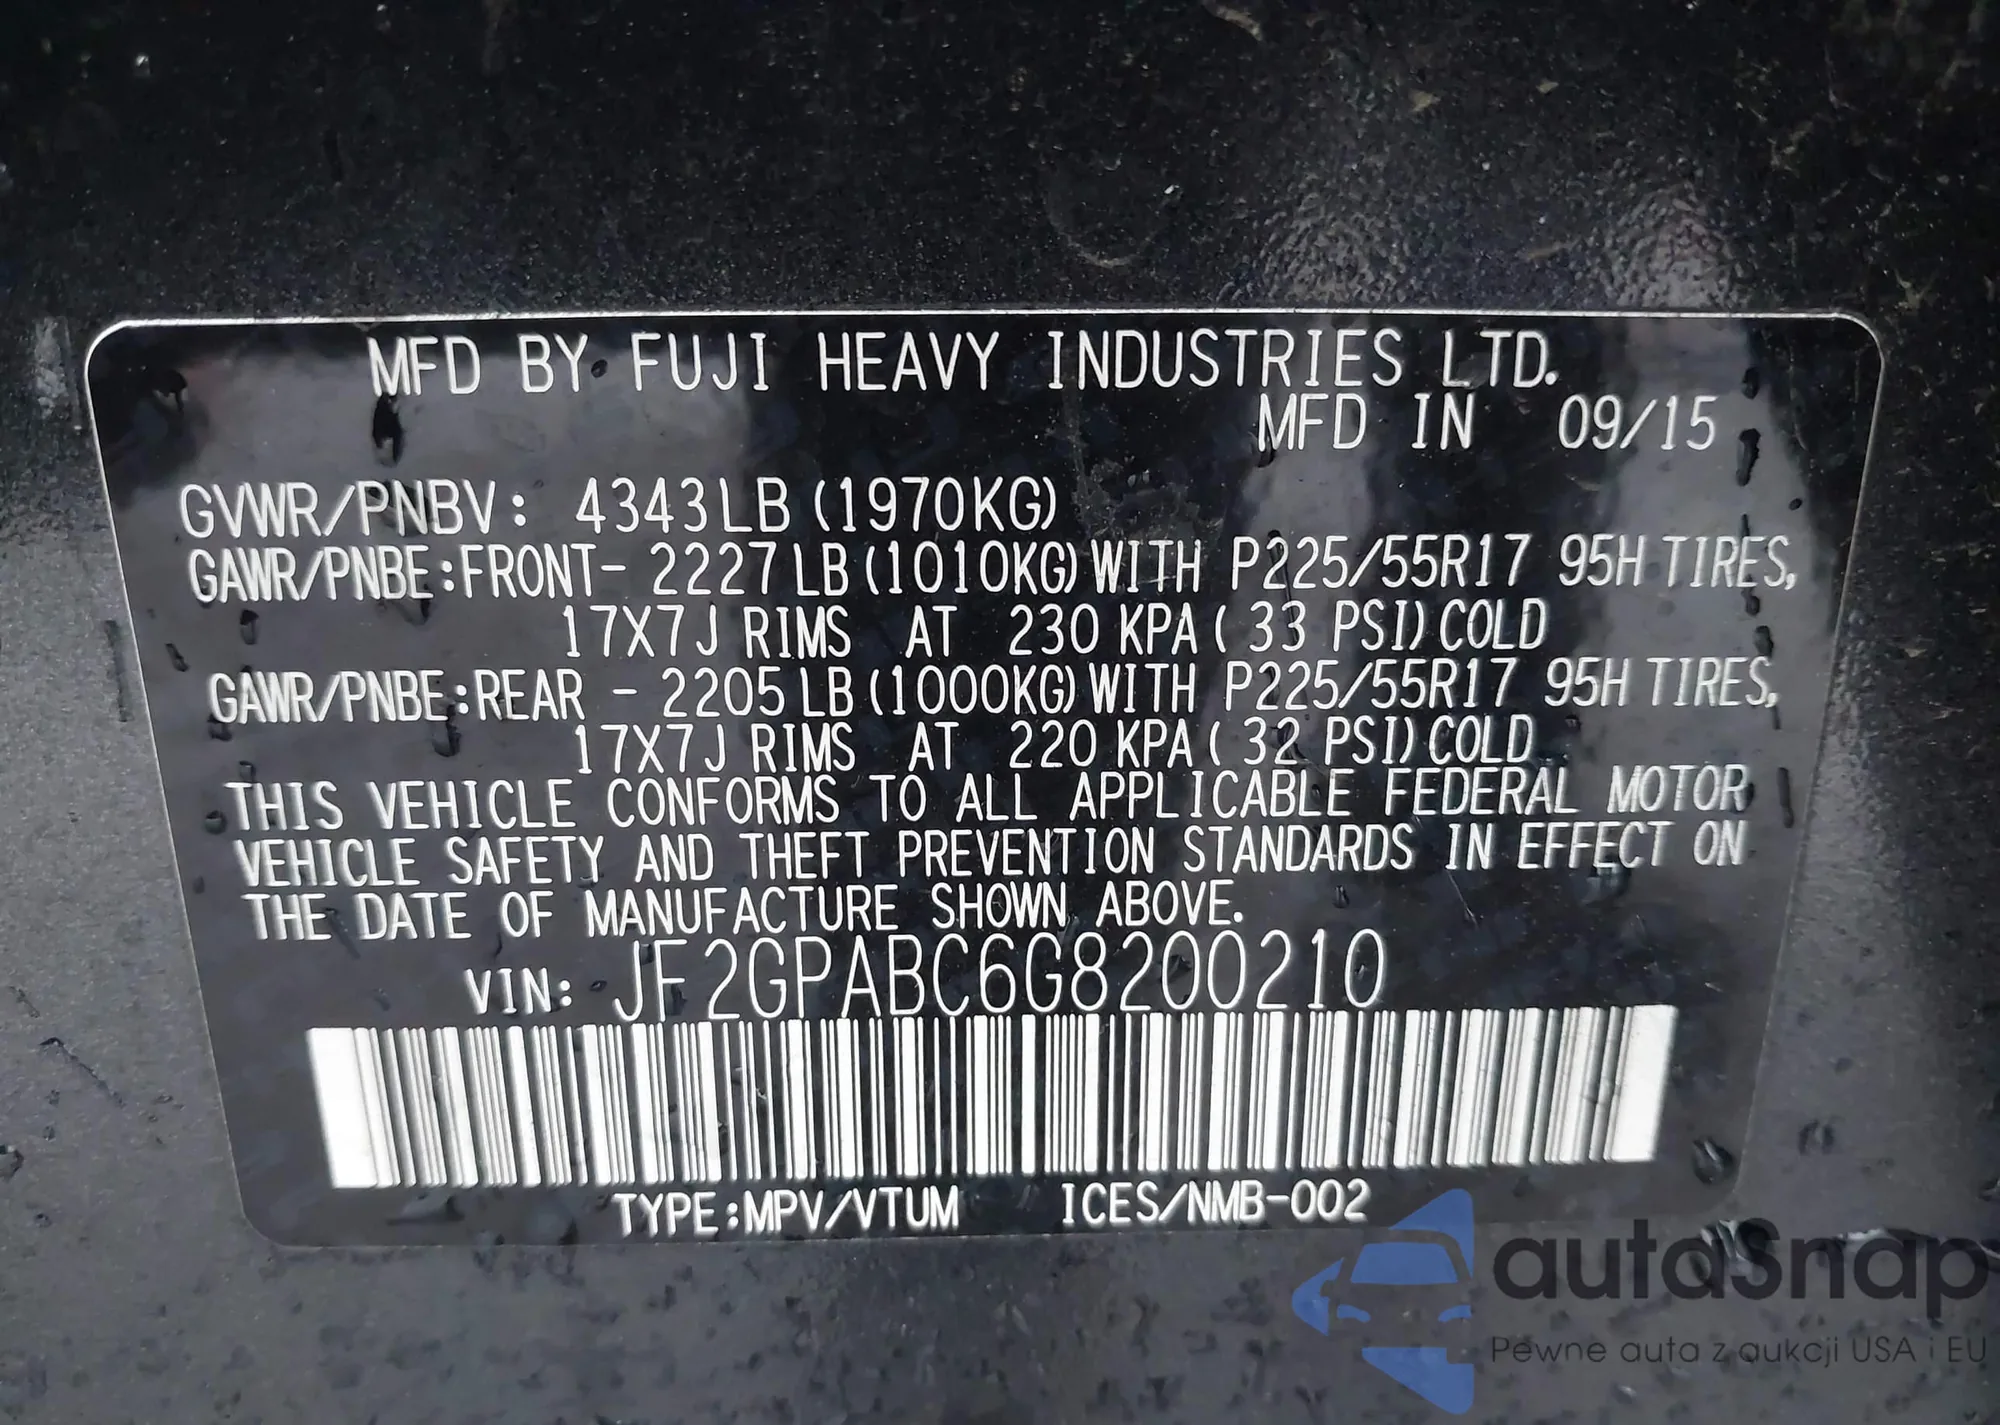 MFD BY FUJI HEAVY INDUSTRIES LTD.
MFD IN 09/15
GVWR/PNBV: 4343LB (1970KG)
GAWR/PNBE:FRONT- 2227LB (1010KG) WITH P225/55R17 95H TIRES,
17X7J RIMS AT 230 KPA ( 33 PSI) COLD
GAWR/PNBE:REAR - 2205LB (1000KG) WITH P225/55R17 95H TIRES,
17X7J RIMS AT 220 KPA ( 32 PSI) COLD
THIS VEHICLE CONFORMS TO ALL APPLICABLE FEDERAL MOTOR
VEHICLE SAFETY AND THEFT PREVENTION STANDARDS IN EFFECT ON
THE DATE OF MANUFACTURE SHOWN ABOVE.
VIN: JF2GPABC6G8200210
TYPE:MPV/VTUM ICES/NMB-002
autoSnap
Pewne auta z aukcji USA i EU